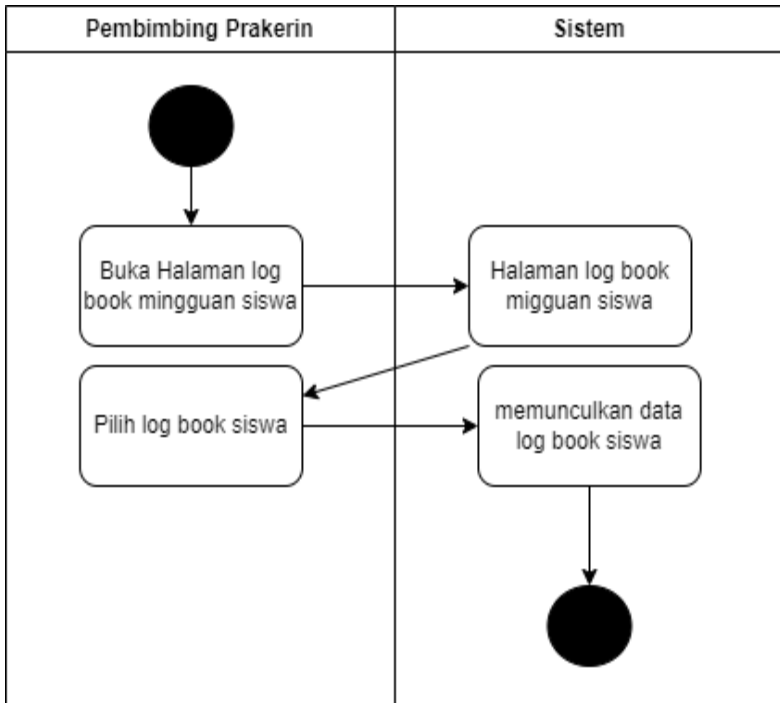 Pembimbing Prakerin
Sistem
Buka Halaman log
book mingguan siswa
Halaman log book
migguan siswa
Pilih log book siswa
memunculkan data
log book siswa